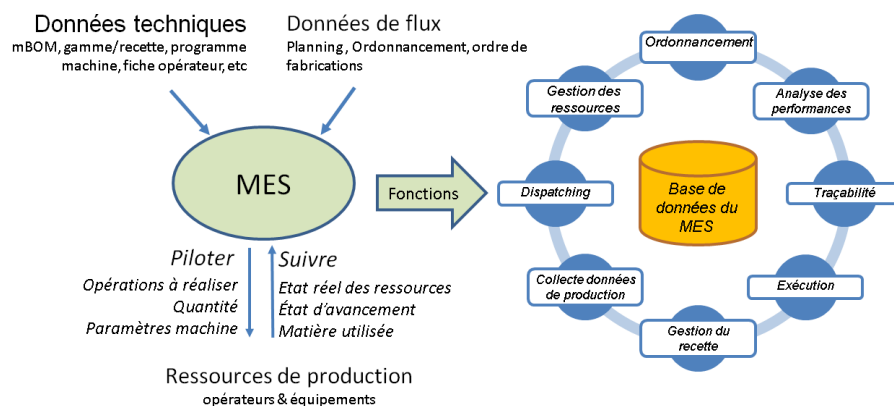 Données techniques
mBOM, gamme/recette, programme
machine, fiche opérateur, etc
Données de flux
Planning , Ordonnancement, ordre de
fabrications
MES
Fonctions
Piloter
Opérations à réaliser
Quantité
Paramètres machine
Suivre
Etat réel des ressources
État d’avancement
Matière utilisée
Ressources de production
opérateurs & équipements
Ordonnancement
Analyse des
performances
Traçabilité
Exécution
Gestion du
recette
Collecte données
de production
Dispatching
Gestion des
ressources
Base de
données du
MES